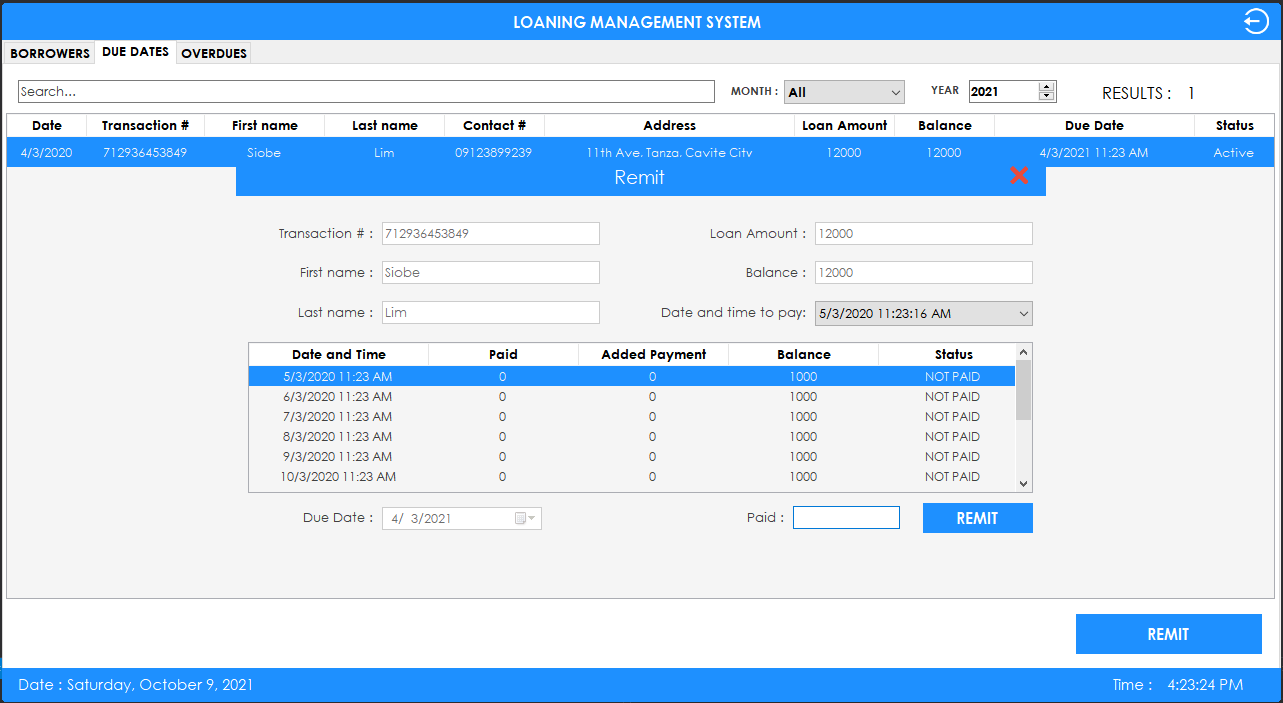 LOANING MANAGEMENT SYSTEM
BORROWERS DUE DATES OVERDUES
Search... MONTH : All YEAR 2021 RESULTS : 1
Date Transaction # First name Last name Contact # Address Loan Amount Balance Due Date Status
4/3/2020 712936453849 Siobe Lim 09123899239 11th Ave. Tanza. Cavite City 12000 12000 4/3/2021 11:23 AM Active
Remit
Transaction # : 712936453849 Loan Amount : 12000
First name : Siobe Balance : 12000
Last name : Lim Date and time to pay: 5/3/2020 11:23:16 AM
Date and Time Paid Added Payment Balance Status
5/3/2020 11:23 AM 0 0 1000 NOT PAID
6/3/2020 11:23 AM 0 0 1000 NOT PAID
7/3/2020 11:23 AM 0 0 1000 NOT PAID
8/3/2020 11:23 AM 0 0 1000 NOT PAID
9/3/2020 11:23 AM 0 0 1000 NOT PAID
10/3/2020 11:23 AM 0 0 1000 NOT PAID
Due Date : 4/ 3/2021 Paid : REMIT
REMIT
Date : Saturday, October 9, 2021 Time : 4:23:24 PM